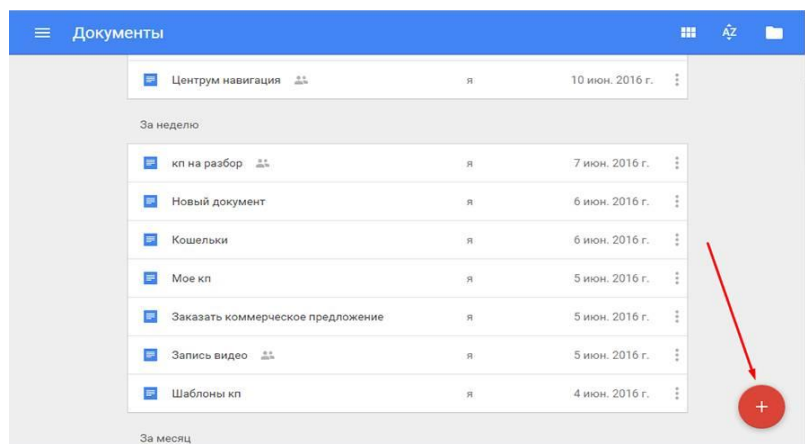 Документы
AZ
Центрум навигация я 10 июн. 2016 г.
За неделю
кп на разбор я 7 июн. 2016 г.
Новый документ я 6 июн. 2016 г.
Кошельки я 6 июн. 2016 г.
Мое кп я 5 июн. 2016 г.
Заказать коммерческое предложение я 5 июн. 2016 г.
Запись видео я 5 июн. 2016 г.
Шаблоны кп я 4 июн. 2016 г.
За месяц